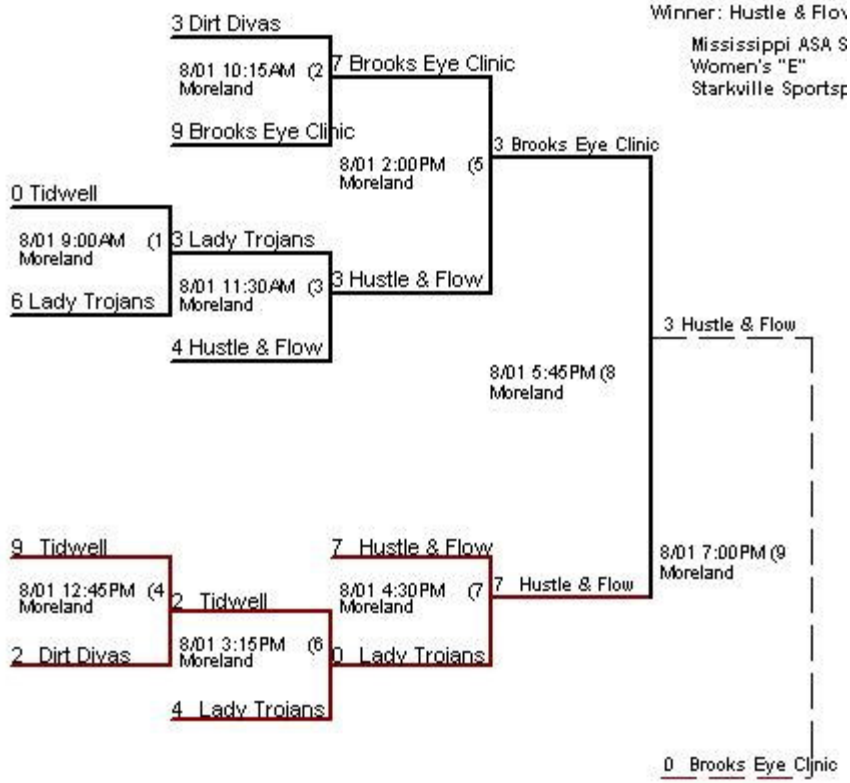 Winner: Hustle &
Mississippi ASA
Women's "E"
Starkville
3 Dirt Divas
8/01 10:15AM (2
Moreland
9 Brooks Eye Clinic
7 Brooks Eye Clinic
8/01 2:00PM (5
Moreland
3 Brooks Eye Clinic
0 Tidwell
8/01 9:00AM (1
Moreland
6 Lady Trojans
3 Lady Trojans
8/01 11:30AM (3
Moreland
4 Hustle & Flow
3 Hustle & Flow
8/01 5:45PM (8
Moreland
3 Hustle & Flow
9 Tidwell
8/01 12:45PM (4
Moreland
2 Dirt Divas
2 Tidwell
8/01 3:15PM (6
Moreland
4 Lady Trojans
7 Hustle & Flow
8/01 4:30PM (7
Moreland
0 Lady Trojans
7 Hustle & Flow
8/01 7:00PM (9
Moreland
0 Brooks Eye Clinic